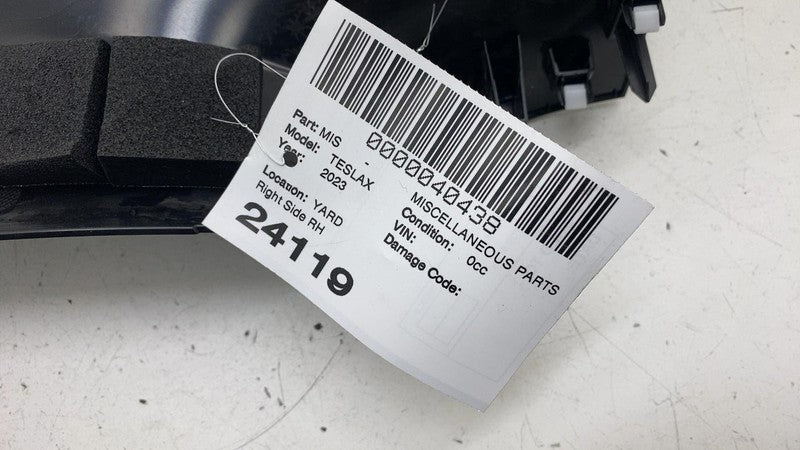 0000040438
Part: MIS - MISCELLANEOUS PARTS
Model: TESLAX Condition: 0cc
Year: 2023 VIN:
Damage Code:
Location: YARD
Right Side RH
24119